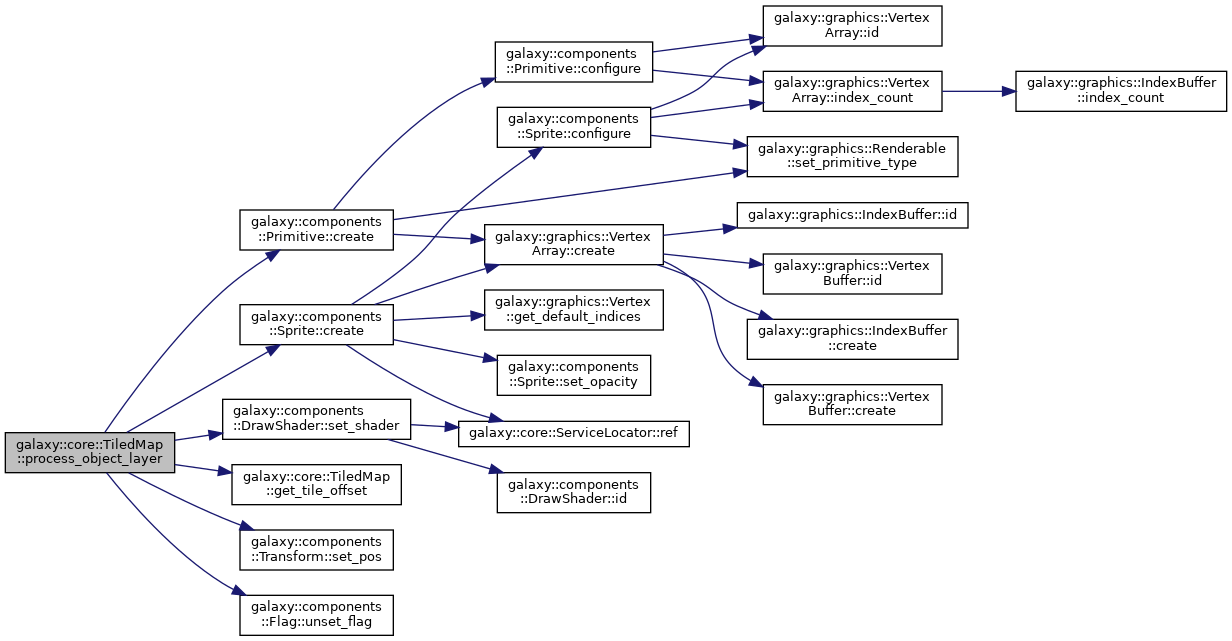 galaxy::core::TiledMap
::process_object_layer
galaxy::components
::Primitive::create
galaxy::components
::Sprite::create
galaxy::components
::DrawShader::set_shader
galaxy::core::TiledMap
::get_tile_offset
galaxy::components
::Transform::set_pos
galaxy::components
::Flag::unset_flag
galaxy::components
::Primitive::configure
galaxy::components
::Sprite::configure
galaxy::graphics::Vertex
Array::create
galaxy::graphics::Vertex
::get_default_indices
galaxy::components
::Sprite::set_opacity
galaxy::core::ServiceLocator::ref
galaxy::components
::DrawShader::id
galaxy::graphics::Vertex
Array::id
galaxy::graphics::Vertex
Array::index_count
galaxy::graphics::Renderable
::set_primitive_type
galaxy::graphics::IndexBuffer::id
galaxy::graphics::Vertex
Buffer::id
galaxy::graphics::IndexBuffer
::create
galaxy::graphics::Vertex
Buffer::create
galaxy::graphics::IndexBuffer
::index_count